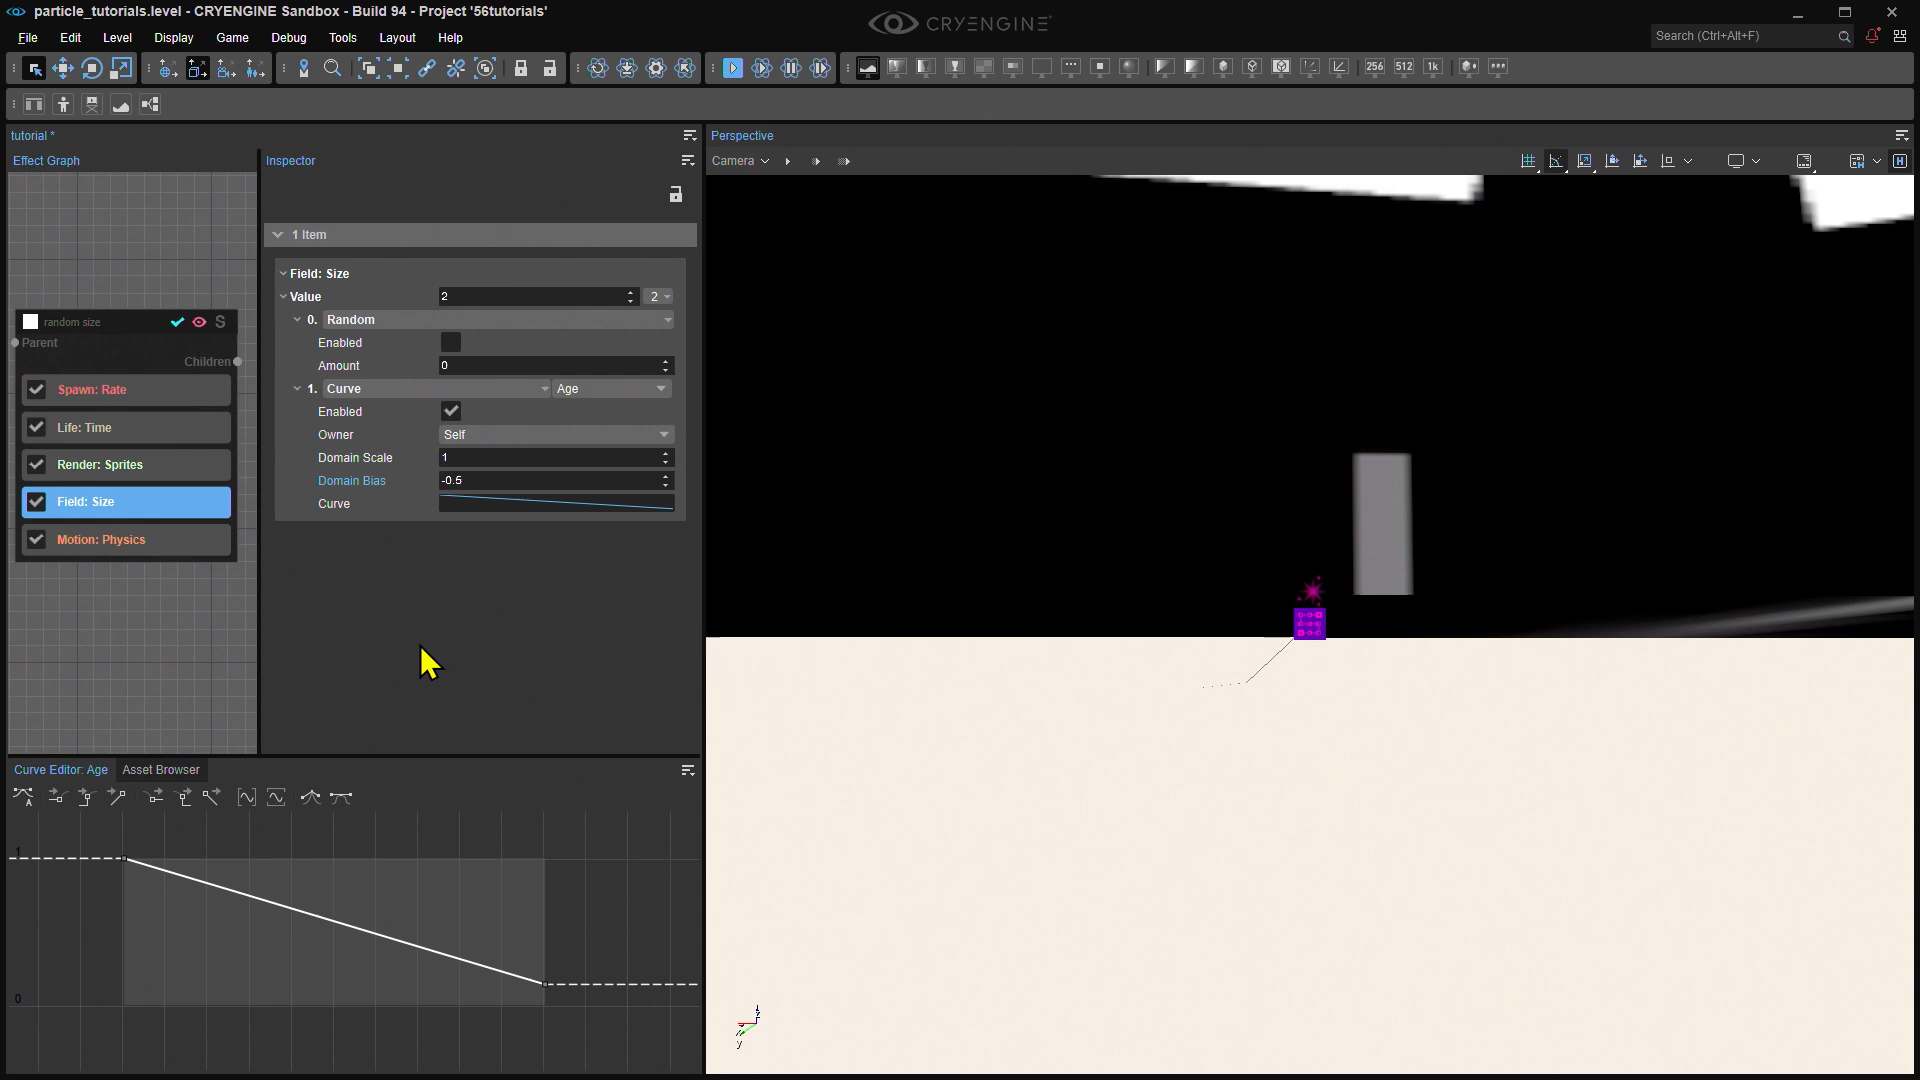 particle_tutorials.level - CRYENGINE Sandbox - Build 94 - Project '56tutorials'
CRYENGINE
File Edit Level Display Game Debug Tools Layout Help
Search (Ctrl+Alt+F)
256 512 1k
tutorial *
Perspective
Effect Graph
Inspector
Camera
1 Item
Field: Size
Value 2 2
0. Random
Enabled
Amount 0
1. Curve Age
Enabled
Owner Self
Domain Scale 1
Domain Bias -0.5
Curve
random size S
Parent
Children
Spawn: Rate
Life: Time
Render: Sprites
Field: Size
Motion: Physics
Curve Editor: Age Asset Browser
1
0
z
y